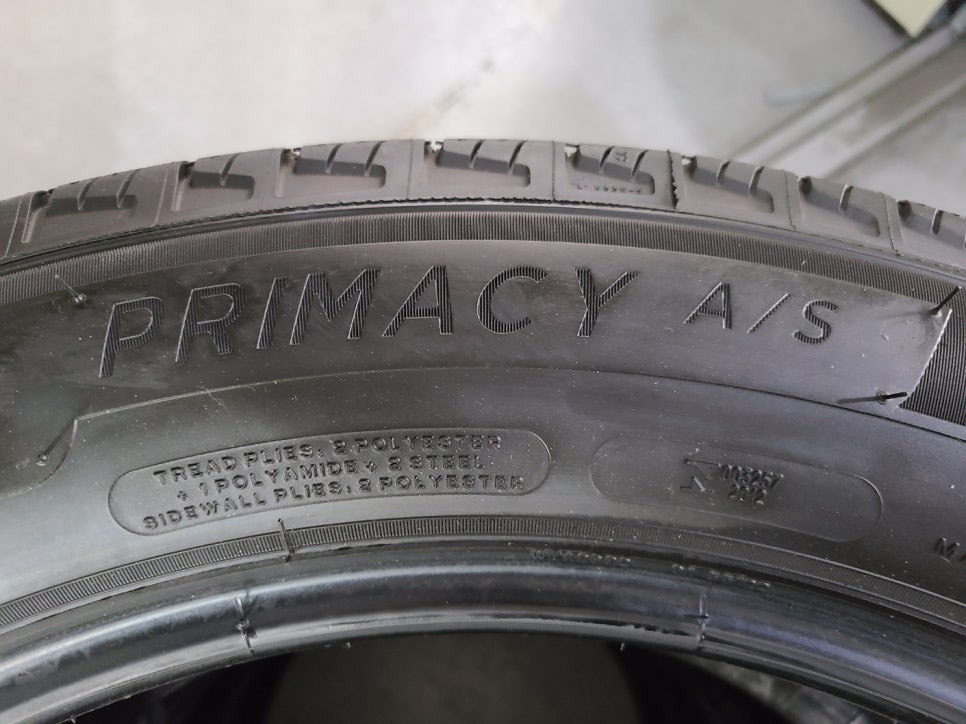 PRIMACY A/S
TREAD PLIES: 2 POLYESTER
+ 1 POLYAMIDE + 2 STEEL
SIDEWALL PLIES: 2 POLYESTER